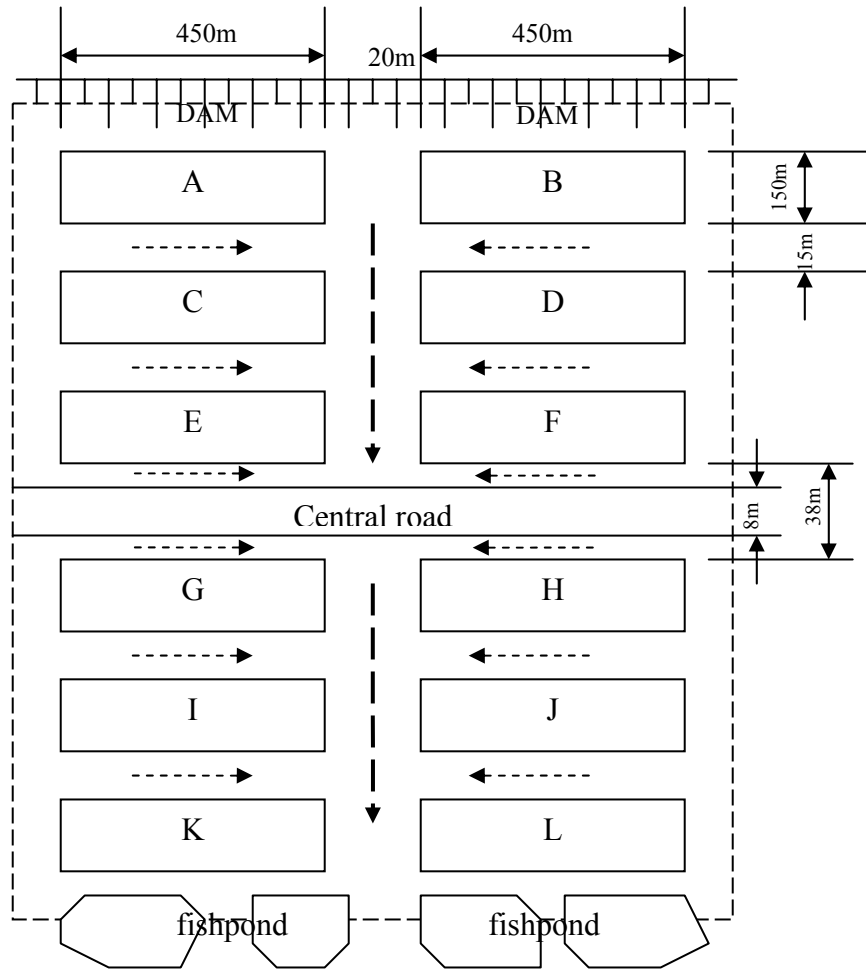 450m 450m
20m
DAM DAM
A B
150m
15m
C D
E F
Central road
8m
38m
G H
I J
K L
fishpond fishpond